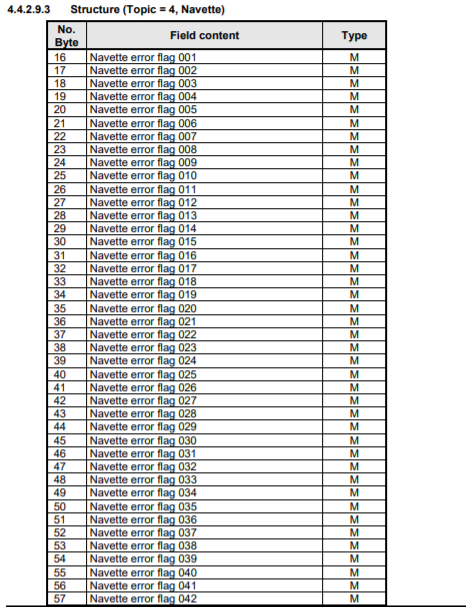 4.4.2.9.3 Structure (Topic = 4, Navette)
No. Byte Field content Type
16 Navette error flag 001 M
17 Navette error flag 002 M
18 Navette error flag 003 M
19 Navette error flag 004 M
20 Navette error flag 005 M
21 Navette error flag 006 M
22 Navette error flag 007 M
23 Navette error flag 008 M
24 Navette error flag 009 M
25 Navette error flag 010 M
26 Navette error flag 011 M
27 Navette error flag 012 M
28 Navette error flag 013 M
29 Navette error flag 014 M
30 Navette error flag 015 M
31 Navette error flag 016 M
32 Navette error flag 017 M
33 Navette error flag 018 M
34 Navette error flag 019 M
35 Navette error flag 020 M
36 Navette error flag 021 M
37 Navette error flag 022 M
38 Navette error flag 023 M
39 Navette error flag 024 M
40 Navette error flag 025 M
41 Navette error flag 026 M
42 Navette error flag 027 M
43 Navette error flag 028 M
44 Navette error flag 029 M
45 Navette error flag 030 M
46 Navette error flag 031 M
47 Navette error flag 032 M
48 Navette error flag 033 M
49 Navette error flag 034 M
50 Navette error flag 035 M
51 Navette error flag 036 M
52 Navette error flag 037 M
53 Navette error flag 038 M
54 Navette error flag 039 M
55 Navette error flag 040 M
56 Navette error flag 041 M
57 Navette error flag 042 M